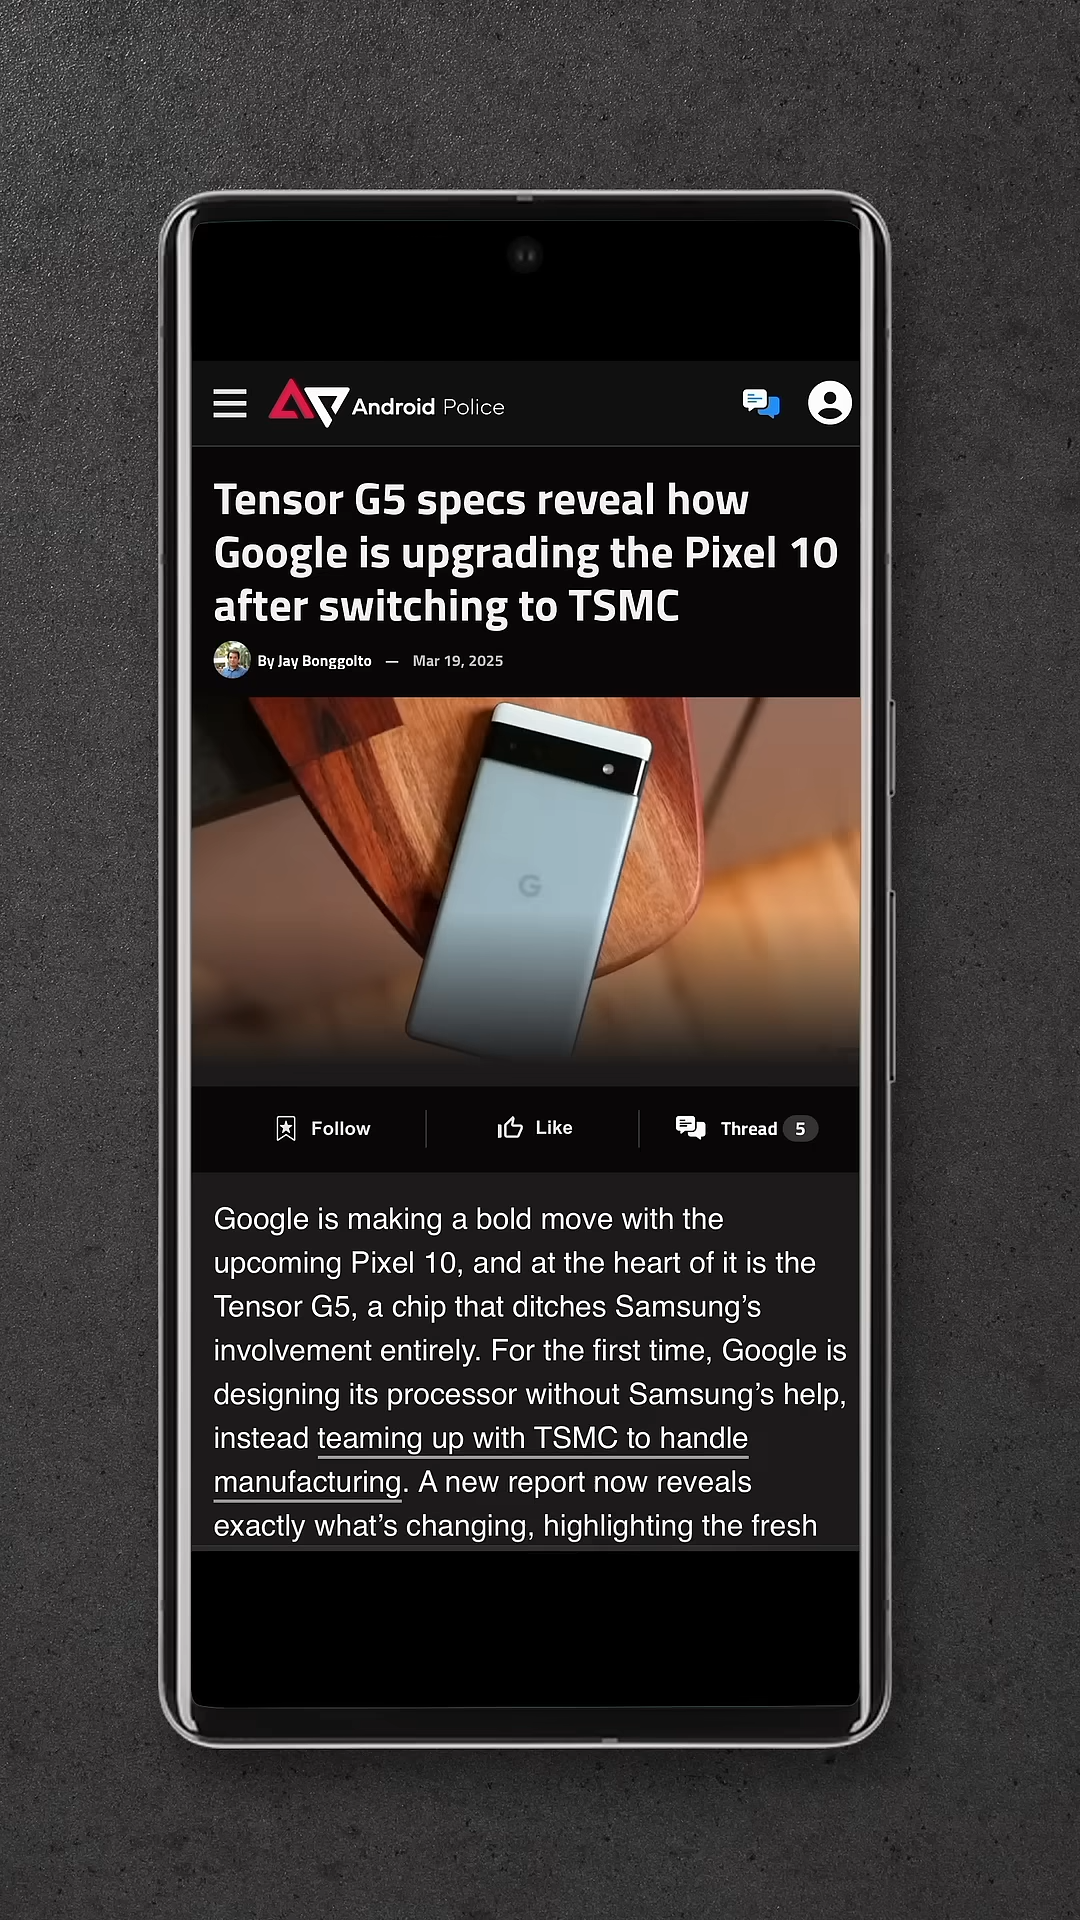 Android Police
Tensor G5 specs reveal how
Google is upgrading the Pixel 10
after switching to TSMC
By Jay Bonggolto — Mar 19, 2025
G
Follow
Like
Thread 5
Google is making a bold move with the
upcoming Pixel 10, and at the heart of it is the
Tensor G5, a chip that ditches Samsung’s
involvement entirely. For the first time, Google is
designing its processor without Samsung’s help,
instead teaming up with TSMC to handle
manufacturing. A new report now reveals
exactly what’s changing, highlighting the fresh